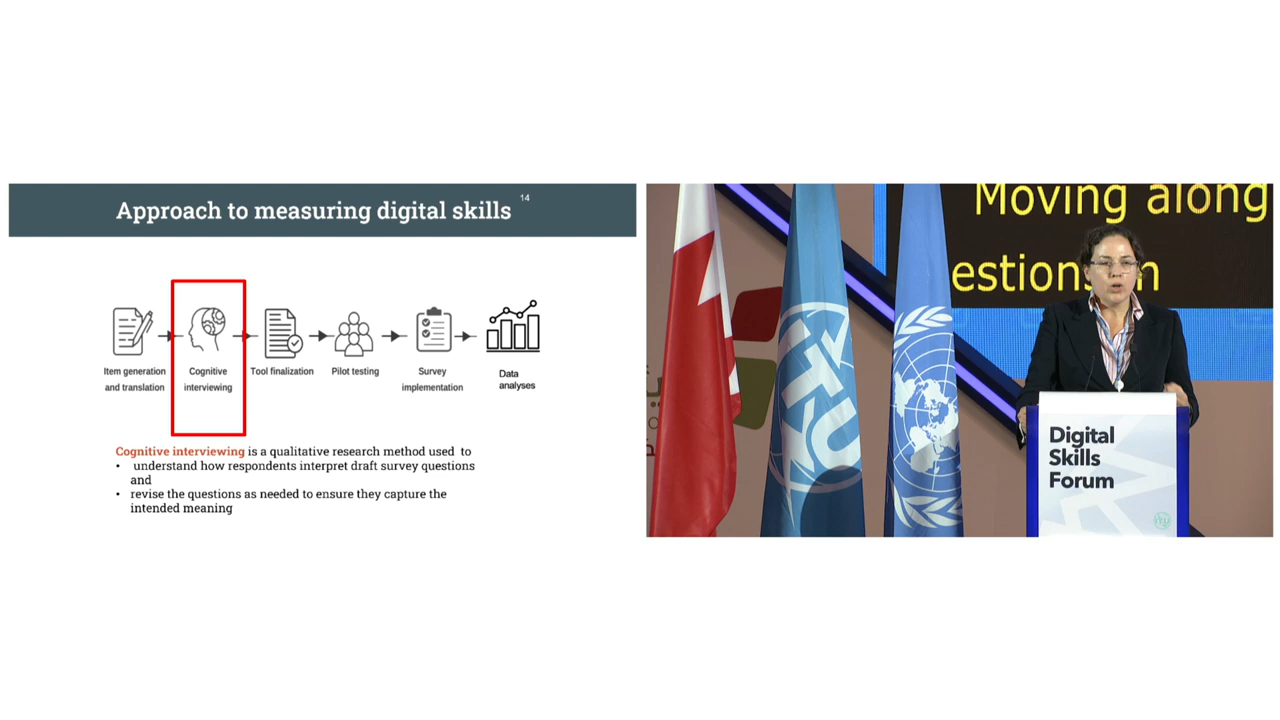 Approach to measuring digital skills
14
Item generation
and translation
Cognitive
interviewing
Tool finalization
Pilot testing
Survey
implementation
Data
analyses
Cognitive interviewing is a qualitative research method used to
• understand how respondents interpret draft survey questions
and
• revise the questions as needed to ensure they capture the
intended meaning
Moving along
estions in
ITU
Digital
Skills
Forum